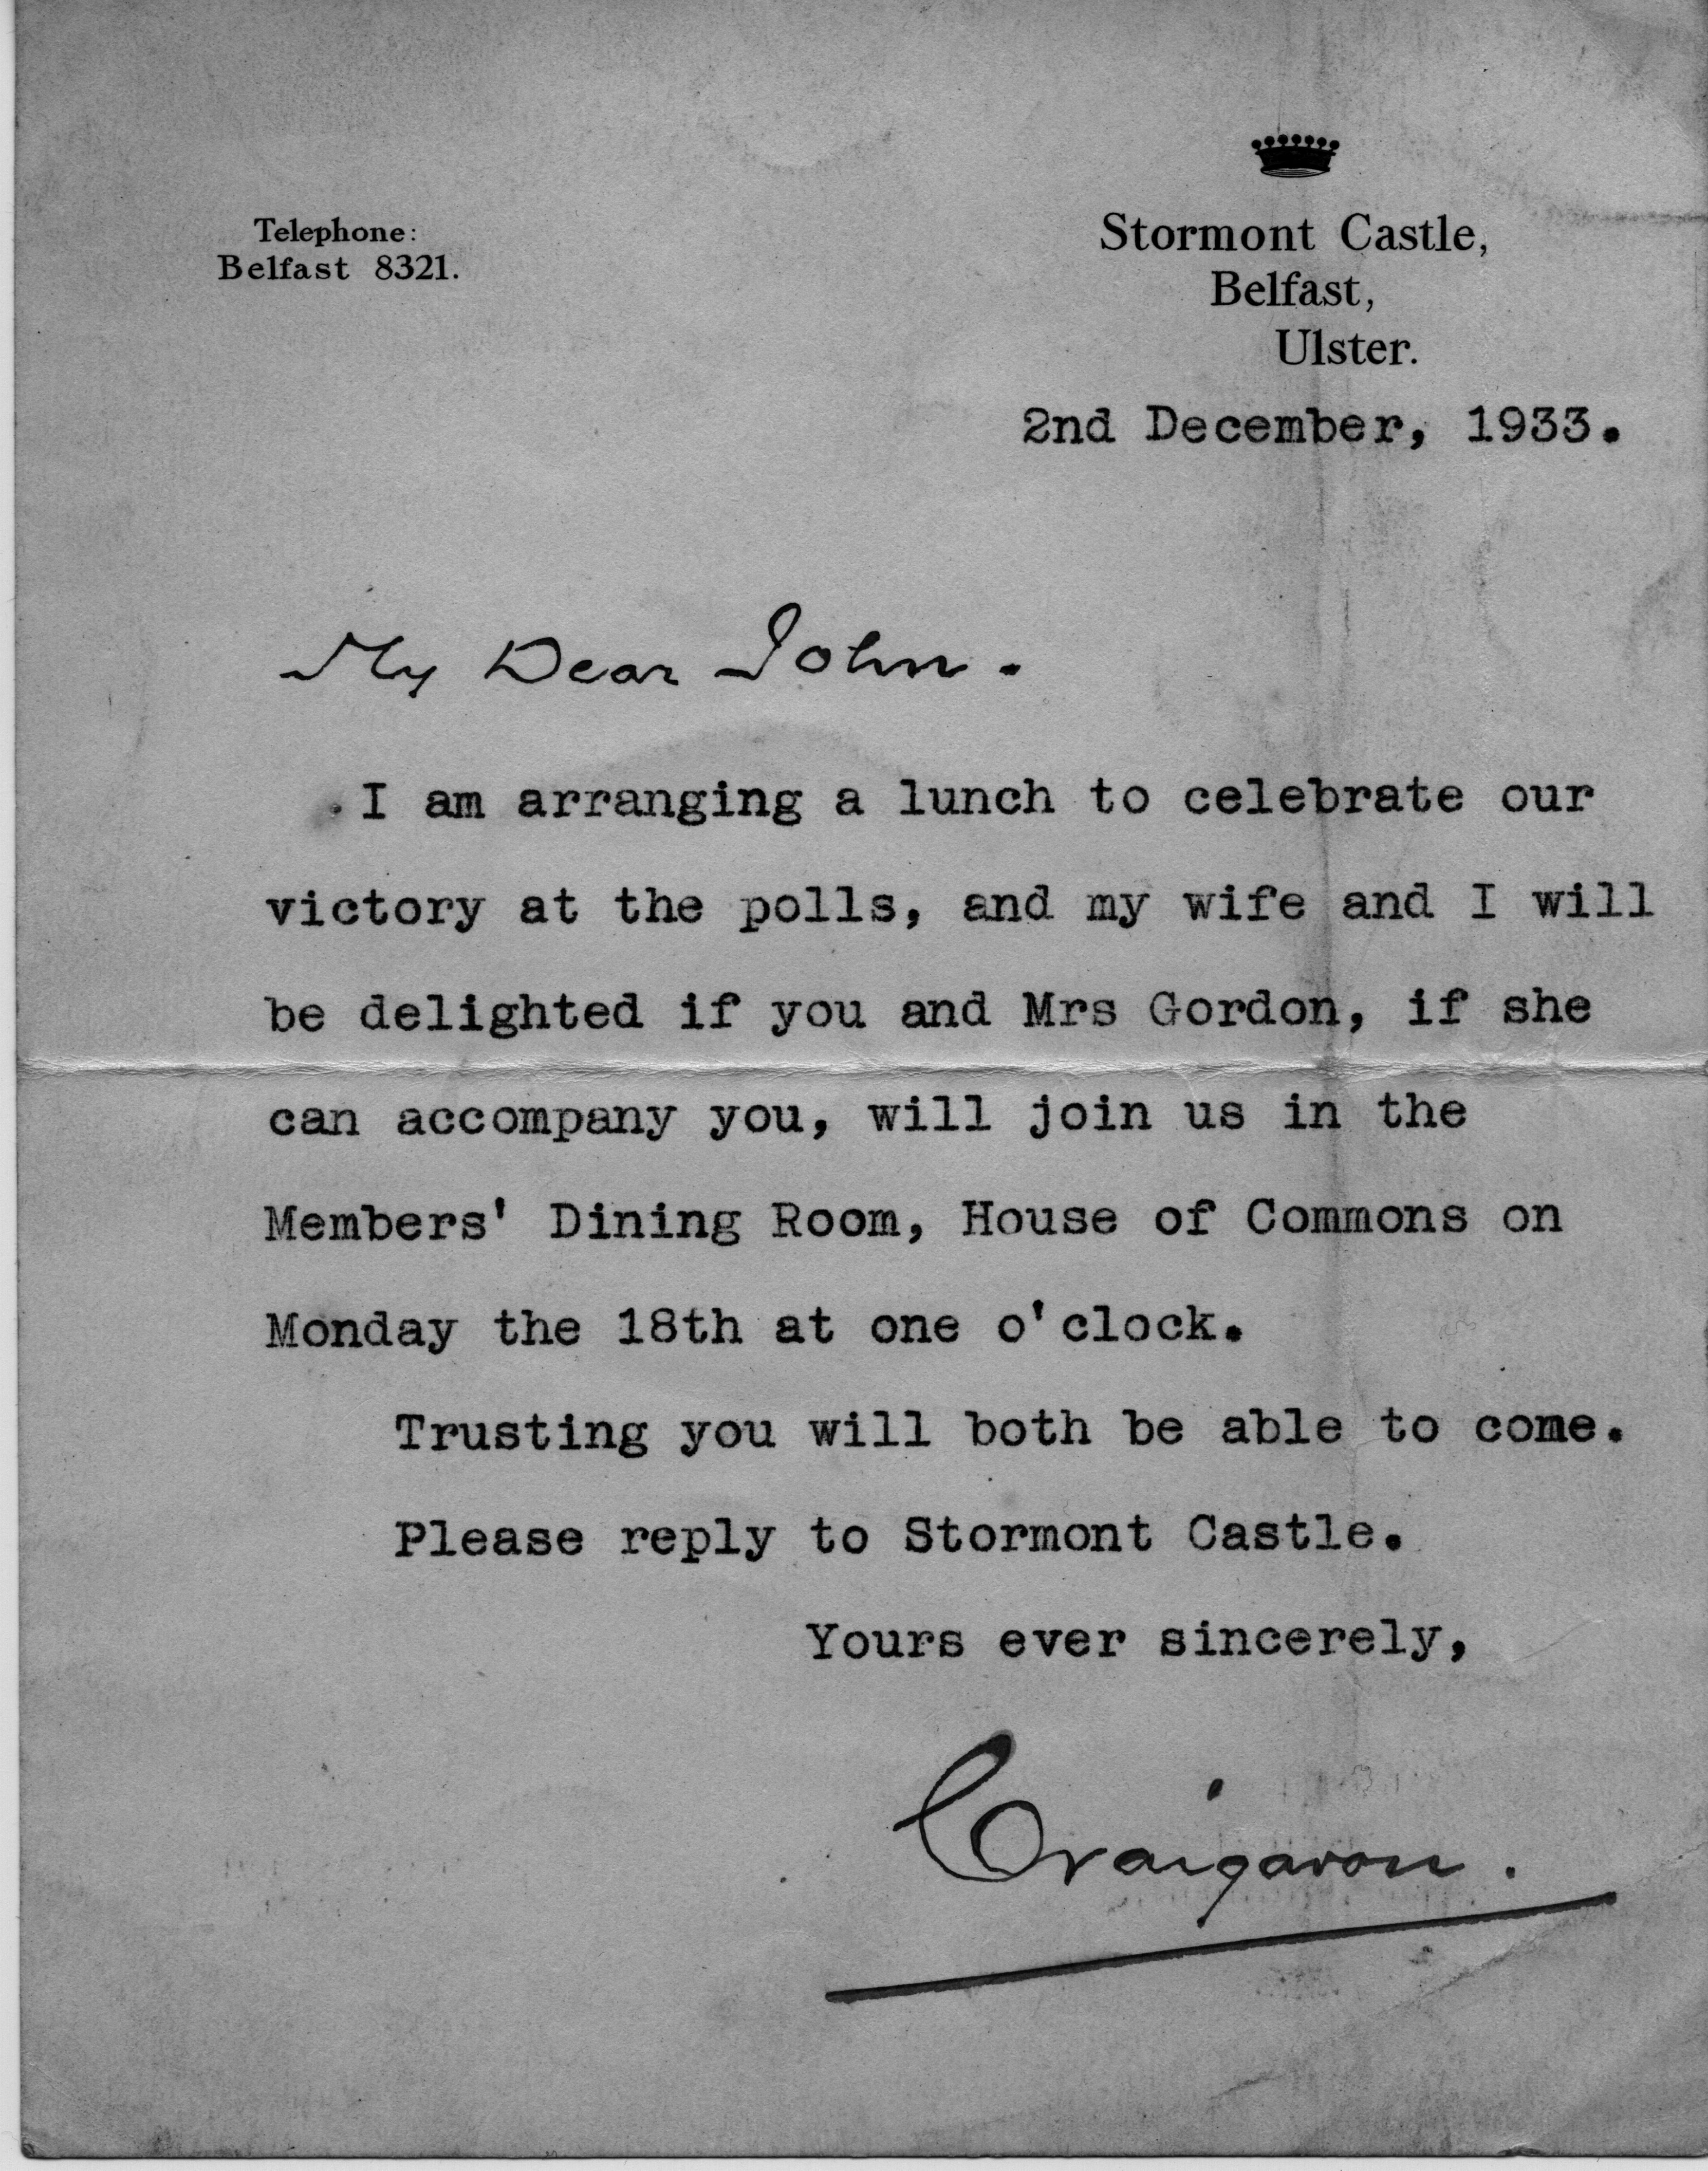 Telephone:
Belfast 8321.
Stormont Castle,
Belfast,
Ulster.
2nd December, 1933.
My Dear John.
I am arranging a lunch to celebrate our
victory at the polls, and my wife and I will
be delighted if you and Mrs Gordon, if she
can accompany you, will join us in the
Members' Dining Room, House of Commons on
Monday the 18th at one o'clock.
Trusting you will both be able to come.
Please reply to Stormont Castle.
Yours ever sincerely,
Craigavon.